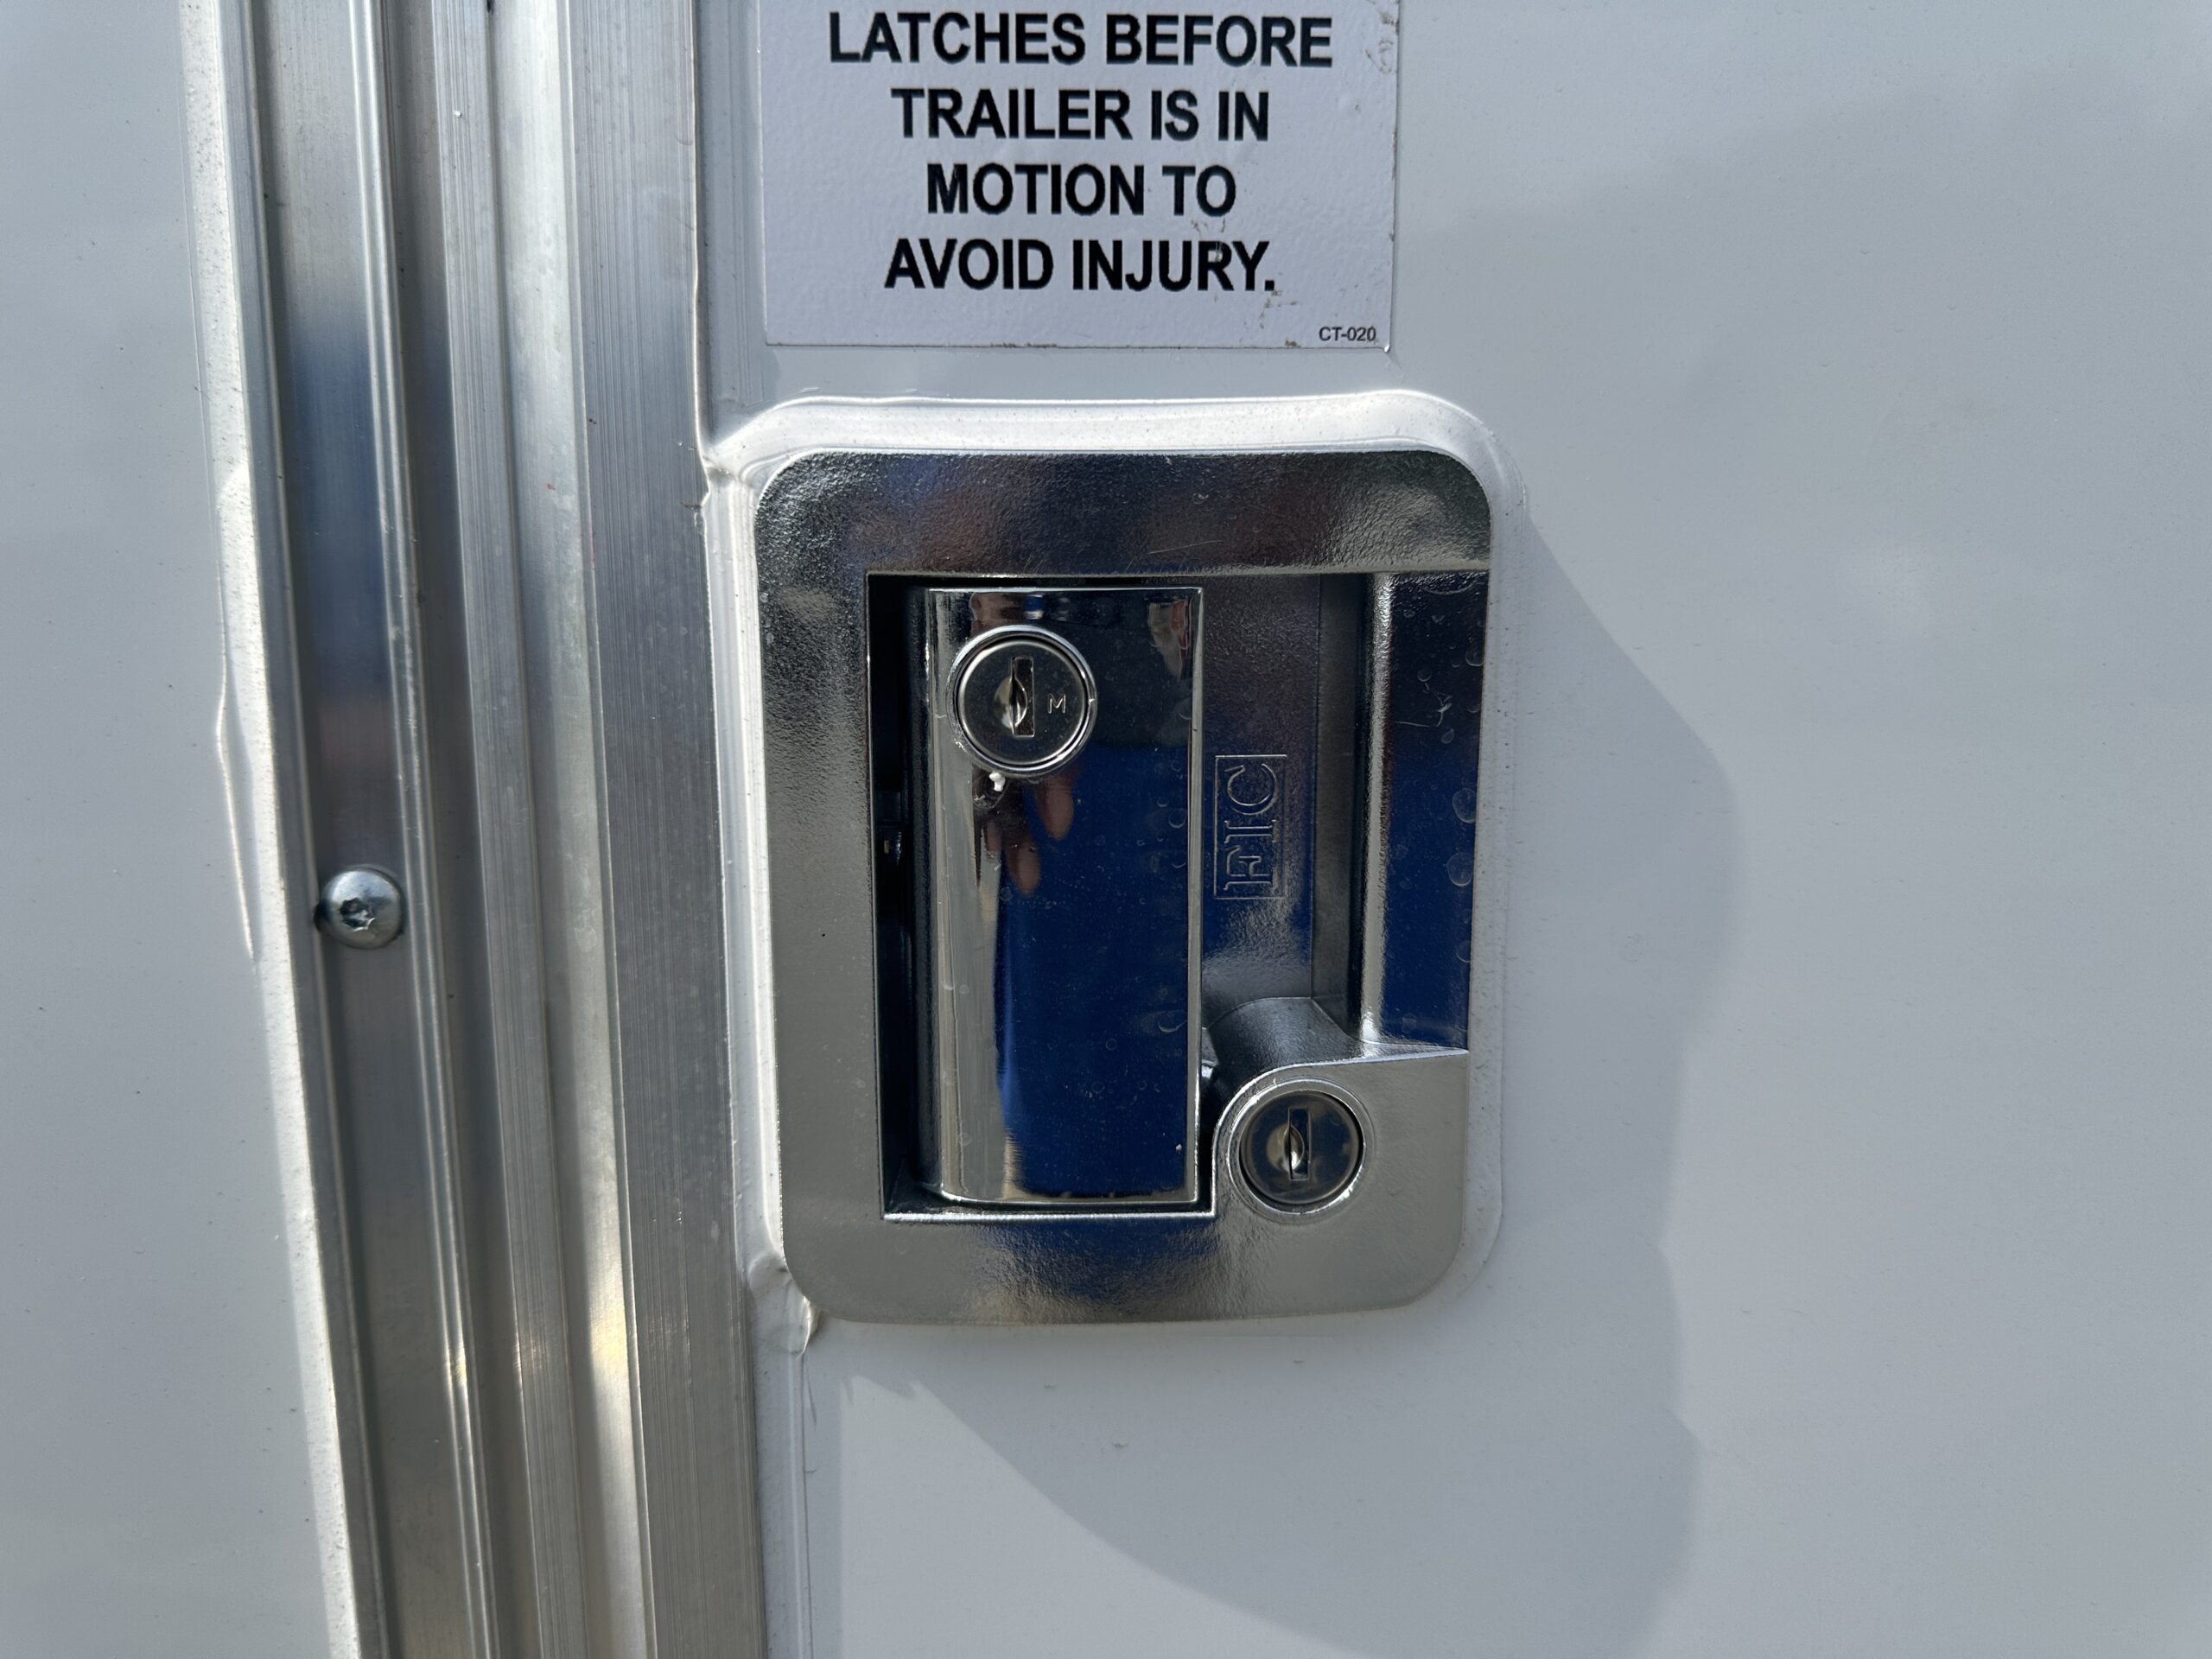 LATCHES BEFORE
TRAILER IS IN
MOTION TO
AVOID INJURY.
CT-020
M
FIC